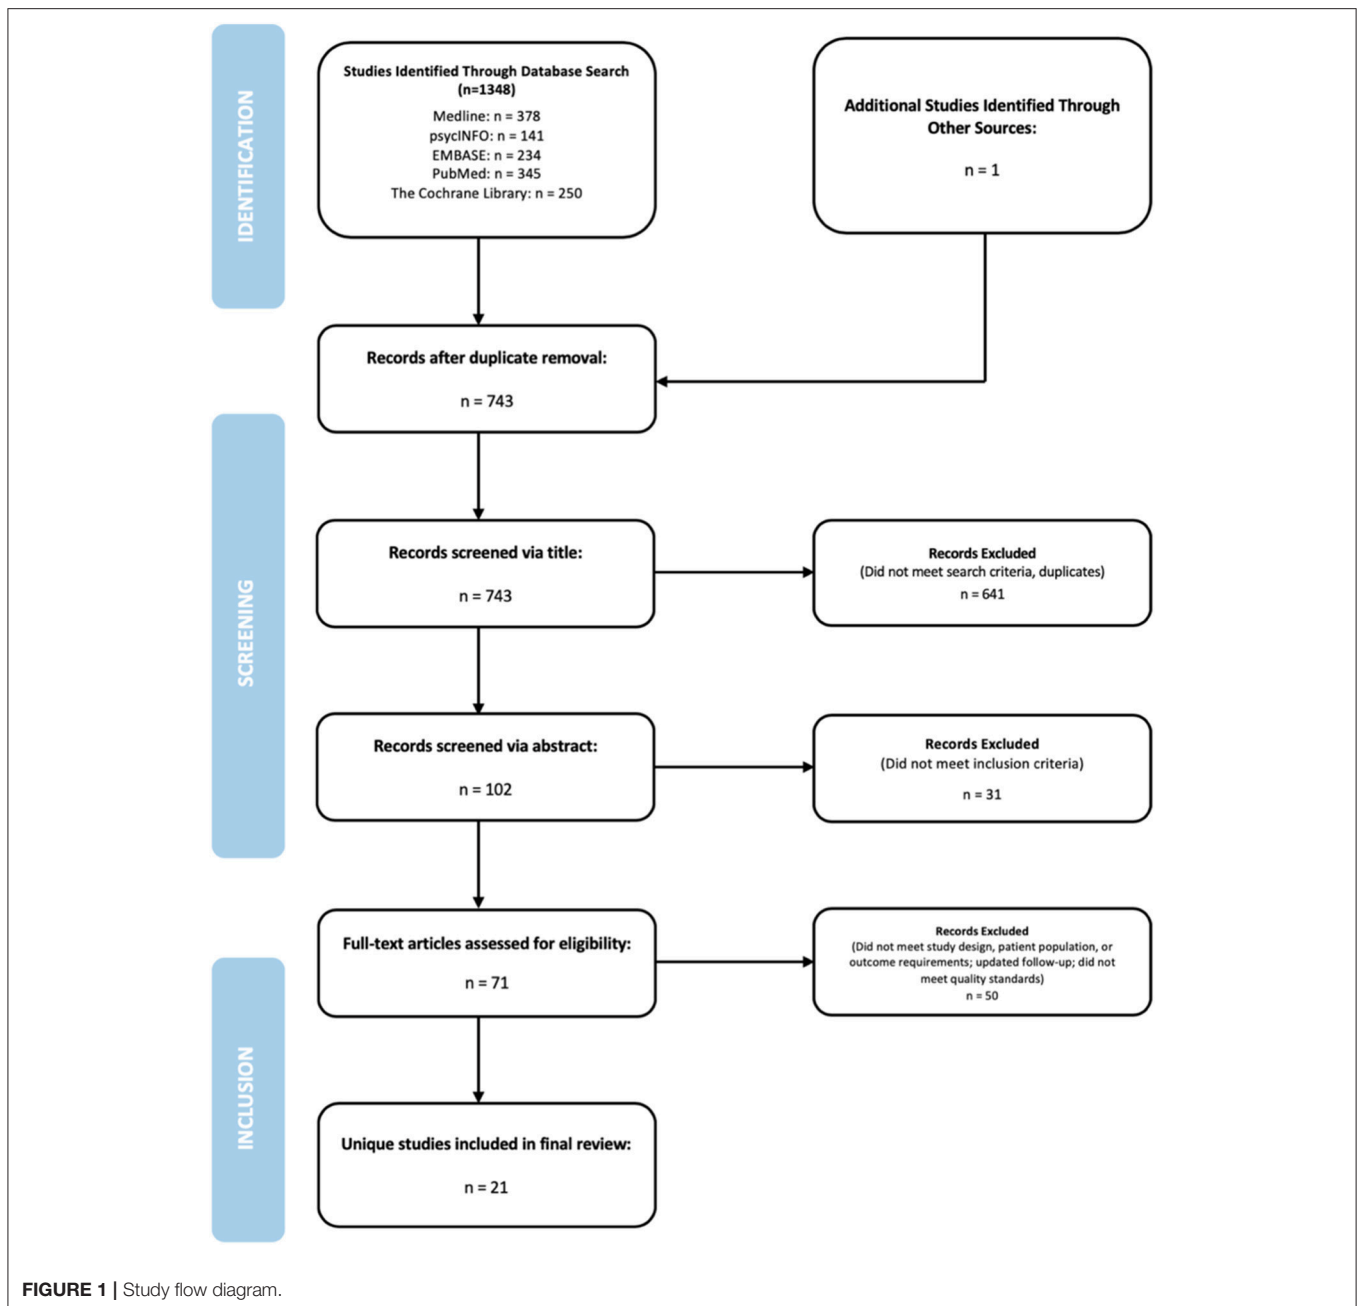 IDENTIFICATION
Studies Identified Through Database Search
(n=1348)
Medline: n = 378
psycINFO: n = 141
EMBASE: n = 234
PubMed: n = 345
The Cochrane Library: n = 250
Additional Studies Identified Through
Other Sources:
n = 1
Records after duplicate removal:
n = 743
SCREENING
Records screened via title:
n = 743
Records Excluded
(Did not meet search criteria, duplicates)
n = 641
Records screened via abstract:
n = 102
Records Excluded
(Did not meet inclusion criteria)
n = 31
Full-text articles assessed for eligibility:
n = 71
Records Excluded
(Did not meet study design, patient population, or
outcome requirements; updated follow-up; did not
meet quality standards)
n = 50
INCLUSION
Unique studies included in final review:
n = 21
FIGURE 1 | Study flow diagram.